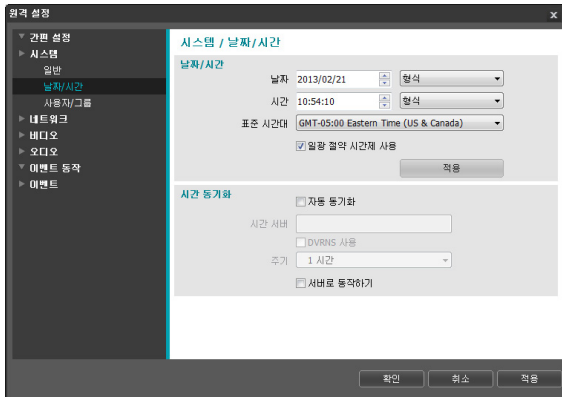 원격 설정
x
간편 설정
시스템
일반
날짜/시간
사용자/그룹
네트워크
비디오
오디오
이벤트 동작
이벤트
시스템 / 날짜/시간
날짜/시간
날짜 2013/02/21 형식
시간 10:54:10 형식
표준 시간대 GMT-05:00 Eastern Time (US & Canada)
일광 절약 시간제 사용
적용
시간 동기화
자동 동기화
시간 서버
DVRNS 사용
주기 1 시간
서버로 동작하기
확인 취소 적용